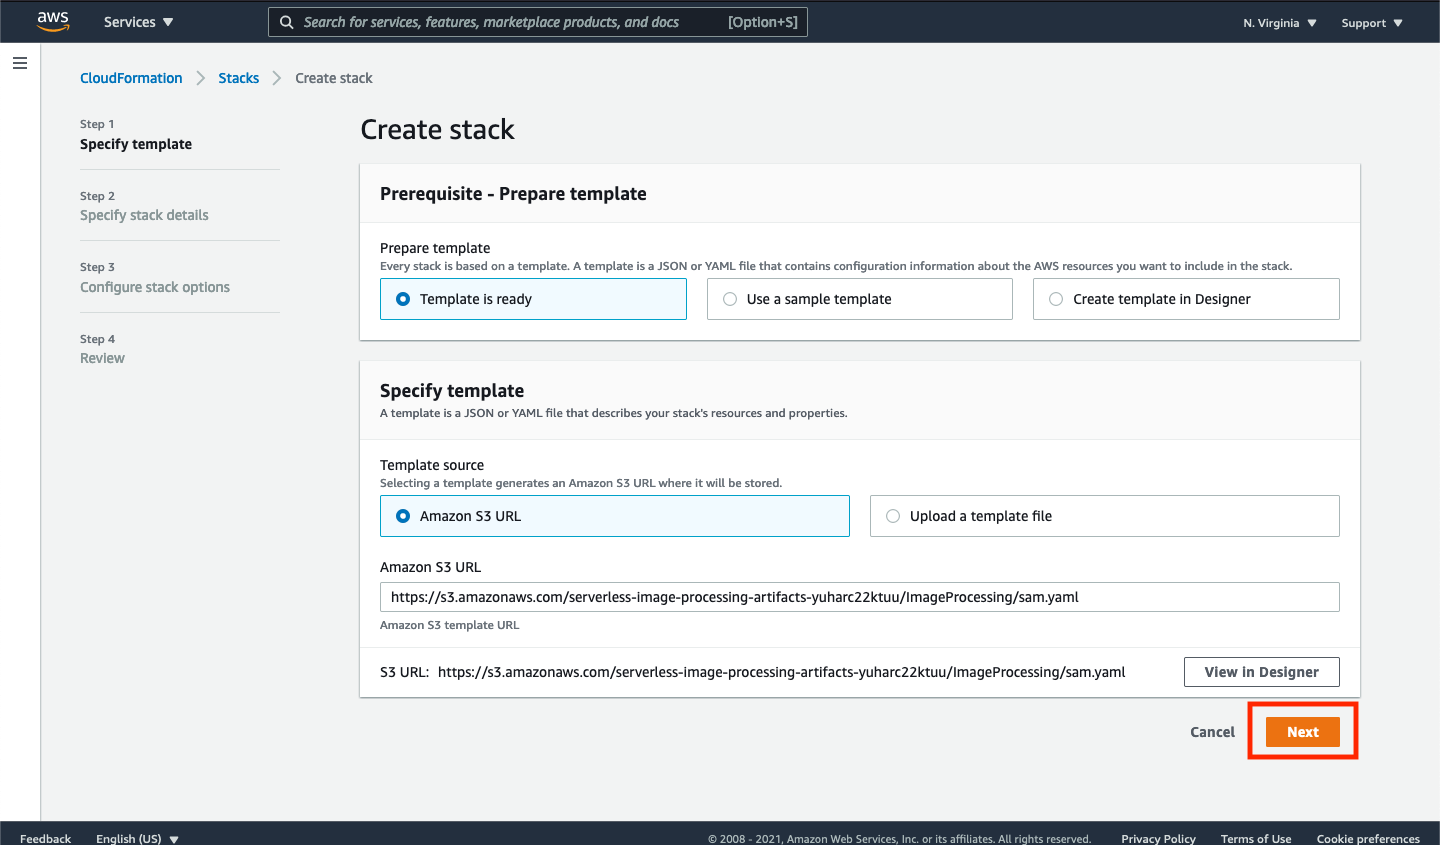 aws
Services
Search for services, features, marketplace products, and docs [Option+S]
N. Virginia
Support
CloudFormation
Stacks
Create stack
Step 1
Specify template
Step 2
Specify stack details
Step 3
Configure stack options
Step 4
Review
Create stack
Prerequisite - Prepare template
Prepare template
Every stack is based on a template. A template is a JSON or YAML file that contains configuration information about the AWS resources you want to include in the stack.
Template is ready
Use a sample template
Create template in Designer
Specify template
A template is a JSON or YAML file that describes your stack's resources and properties.
Template source
Selecting a template generates an Amazon S3 URL where it will be stored.
Amazon S3 URL
Upload a template file
Amazon S3 URL
https://s3.amazonaws.com/serverless-image-processing-artifacts-yuharc22ktuu/ImageProcessing/sam.yaml
Amazon S3 template URL
S3 URL: https://s3.amazonaws.com/serverless-image-processing-artifacts-yuharc22ktuu/ImageProcessing/sam.yaml
View in Designer
Cancel
Next
Feedback
English (US)
© 2008 - 2021, Amazon Web Services, Inc. or its affiliates. All rights reserved.
Privacy Policy
Terms of Use
Cookie preferences